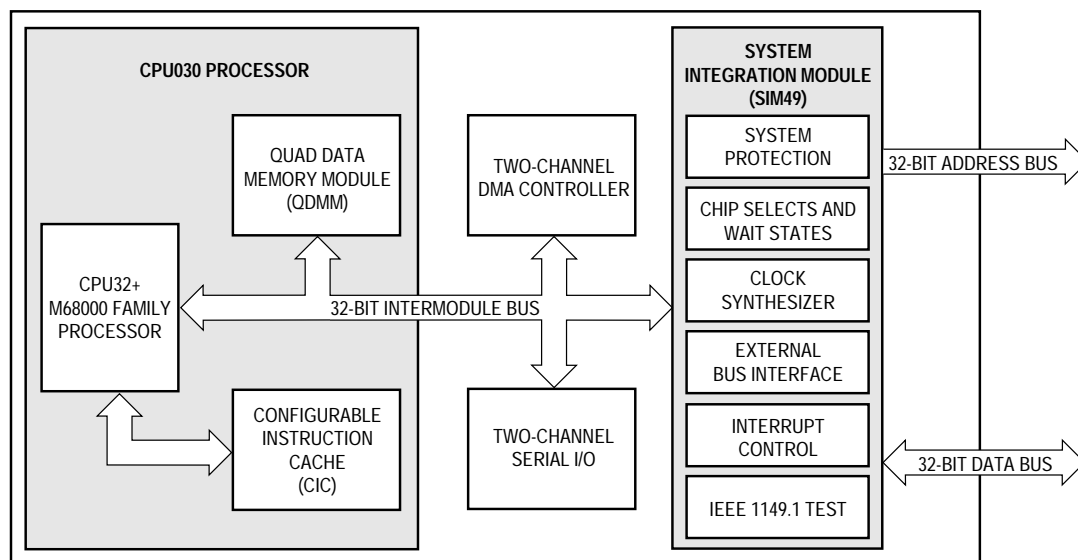 CPU030 PROCESSOR
QUAD DATA
MEMORY MODULE
(QDMM)
CPU32+
M68000 FAMILY
PROCESSOR
CONFIGURABLE
INSTRUCTION
CACHE
(CIC)
32-BIT INTERMODULE BUS
TWO-CHANNEL
DMA CONTROLLER
TWO-CHANNEL
SERIAL I/O
SYSTEM
INTEGRATION MODULE
(SIM49)
SYSTEM
PROTECTION
CHIP SELECTS AND
WAIT STATES
CLOCK
SYNTHESIZER
EXTERNAL
BUS INTERFACE
INTERRUPT
CONTROL
IEEE 1149.1 TEST
32-BIT ADDRESS BUS
32-BIT DATA BUS